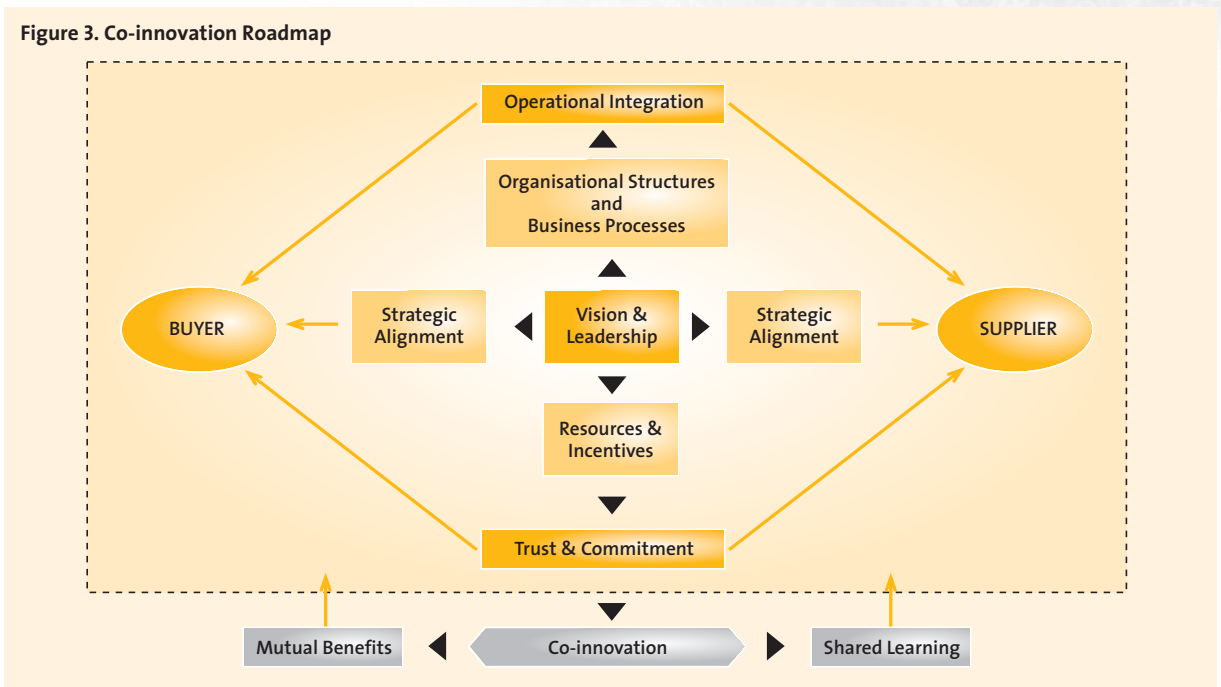 Figure 3. Co-innovation Roadmap
Operational Integration
Organisational Structures
and
Business Processes
BUYER
Strategic
Alignment
Vision &
Leadership
Strategic
Alignment
SUPPLIER
Resources &
Incentives
Trust & Commitment
Mutual Benefits
Co-innovation
Shared Learning